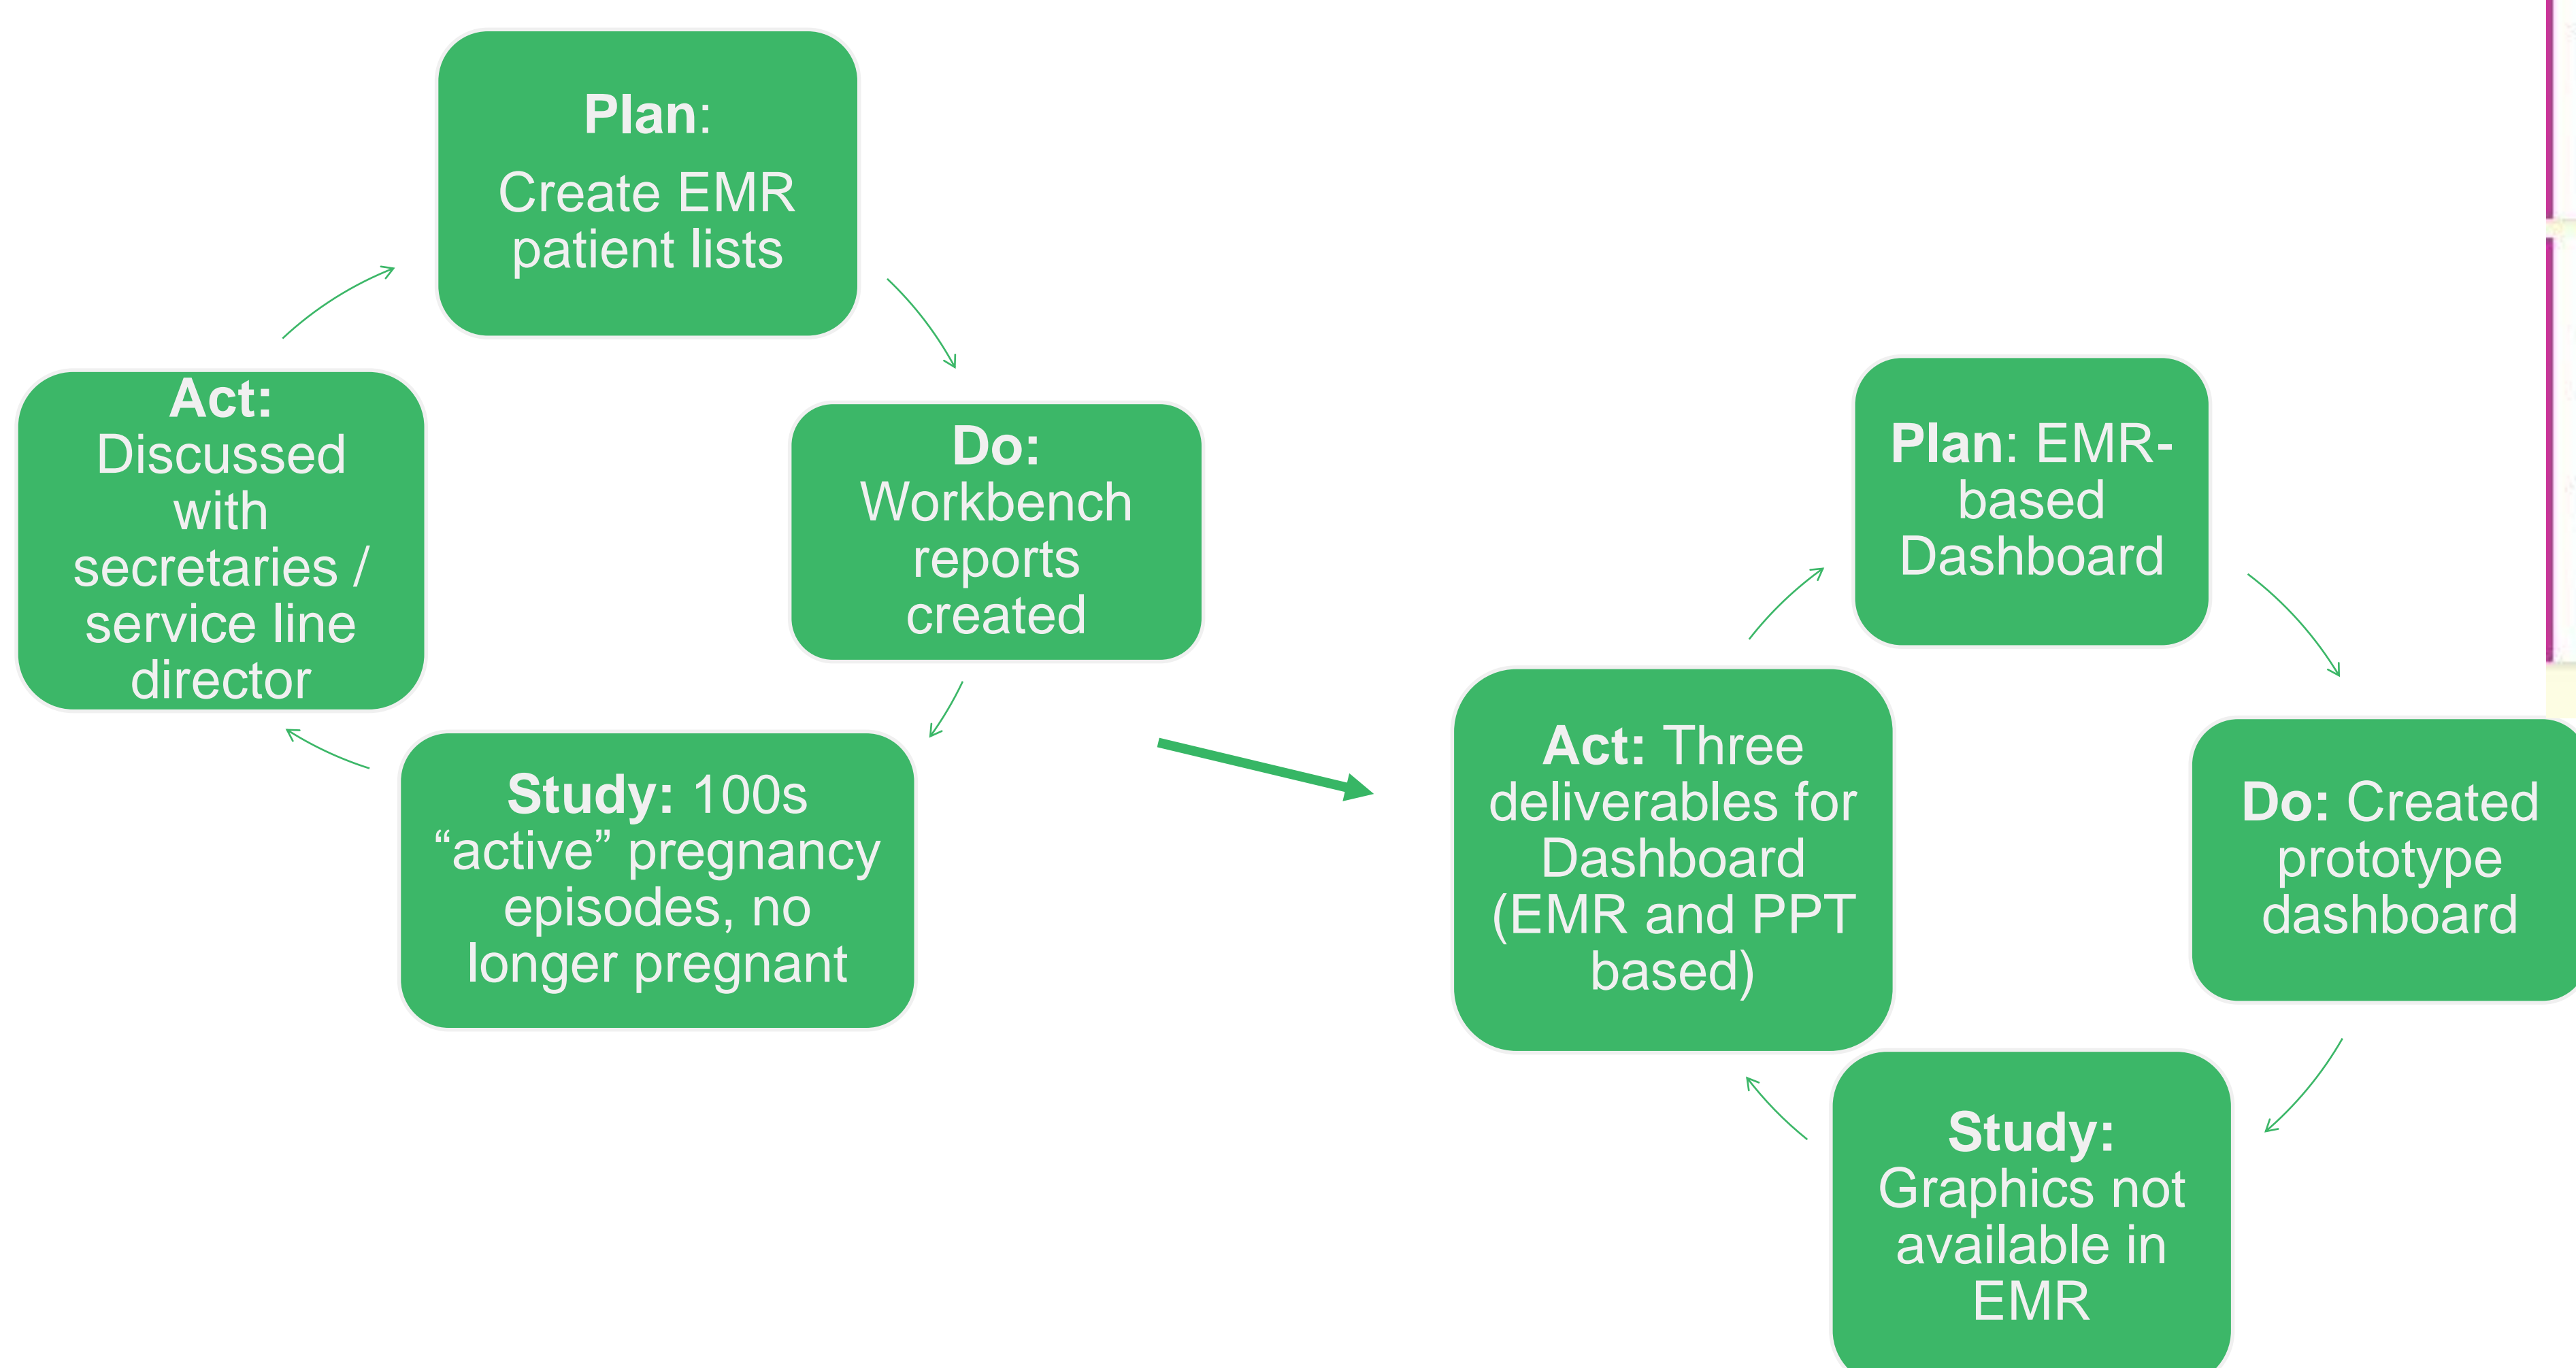 Plan:
Create EMR
patient lists
Do:
Workbench
reports
created
Study: 100s
“active” pregnancy
episodes, no
longer pregnant
Act:
Discussed
with
secretaries /
service line
director
Plan: EMR-
based
Dashboard
Do: Created
prototype
dashboard
Study:
Graphics not
available in
EMR
Act: Three
deliverables for
Dashboard
(EMR and PPT
based)